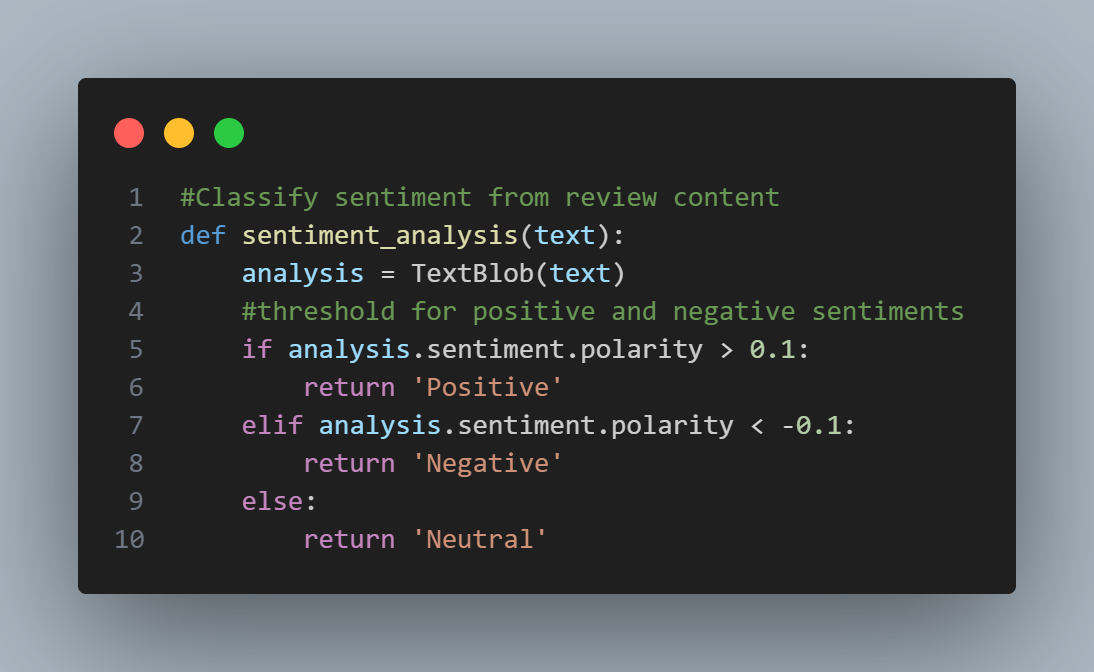 1 #Classify sentiment from review content
2 def sentiment_analysis(text):
3     analysis = TextBlob(text)
4     #threshold for positive and negative sentiments
5     if analysis.sentiment.polarity > 0.1:
6         return 'Positive'
7     elif analysis.sentiment.polarity < -0.1:
8         return 'Negative'
9     else:
10         return 'Neutral'